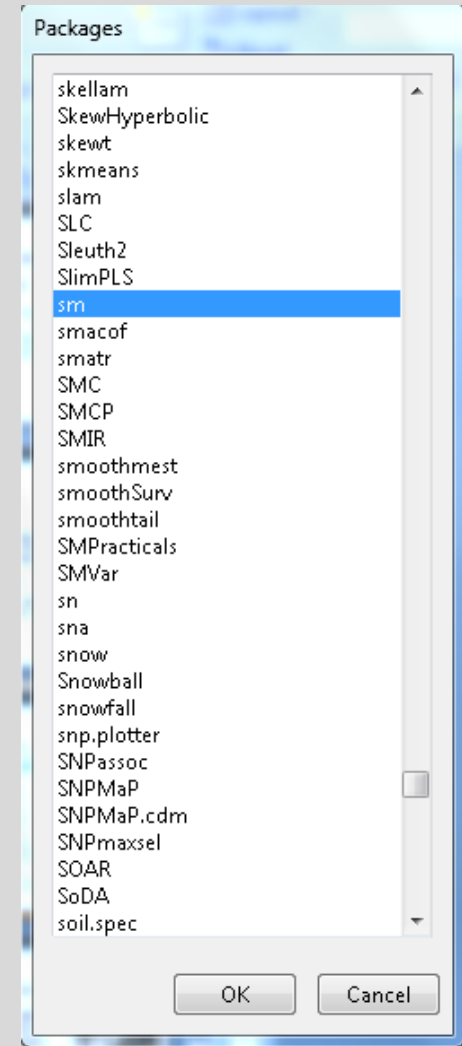 Packages
skellam
SkewHyperbolic
skewt
skmeans
slam
SLC
Sleuth2
SlimPLS
sm
smacof
smatr
SMC
SMCP
SMIR
smoothmest
smoothSurv
smoothtail
SMPracticals
SMVar
sn
sna
snow
Snowball
snowfall
snp.plotter
SNPassoc
SNPMaP
SNPMaP.cdm
SNPmaxsel
SOAR
SoDA
soil.spec
OK Cancel